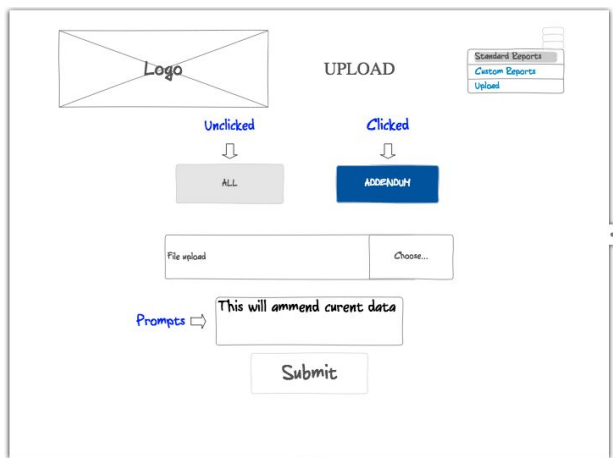 Logo
UPLOAD
Standard Reports
Custom Reports
Upload
Unclicked
Clicked
ALL
ADDENDUM
File upload
Choose...
Prompts
This will ammend curent data
Submit